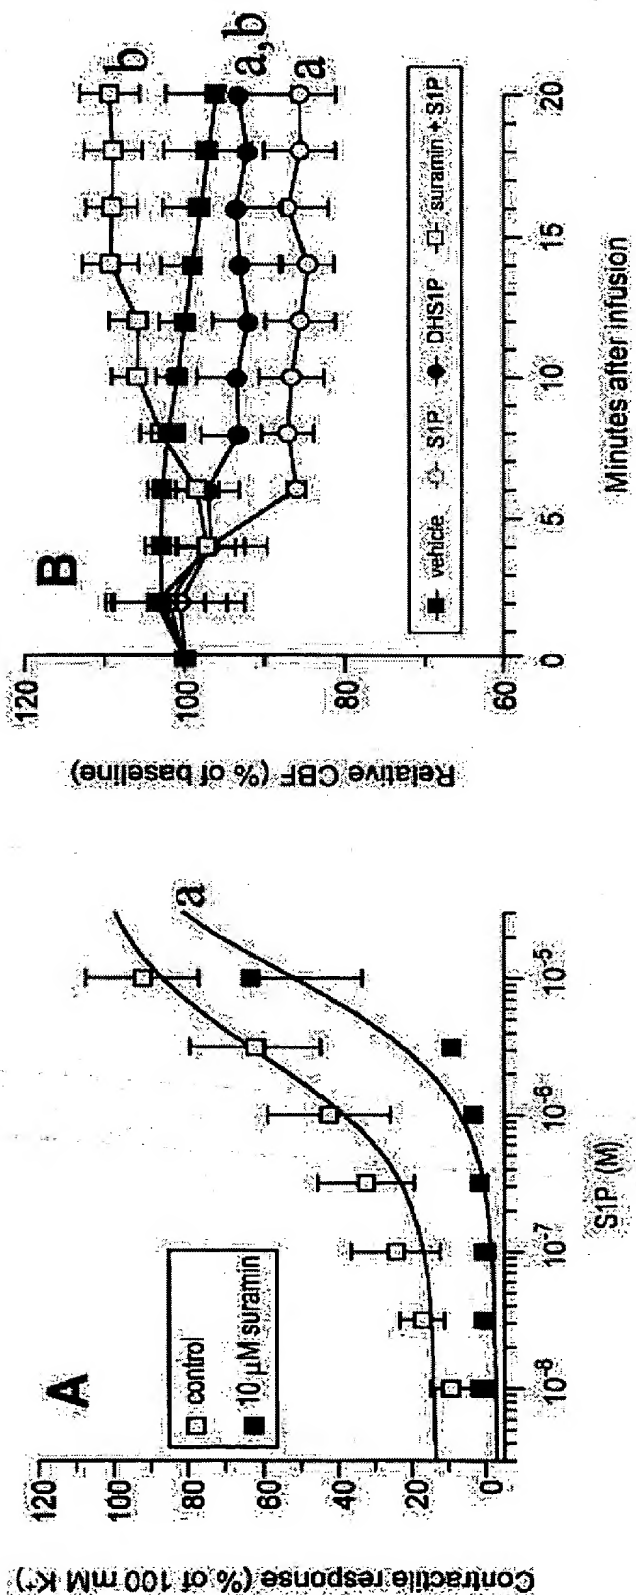 A
Contractile response (% of 100 mM K+)
120
100
80
60
40
20
0
control
10 µM suramin
a
10-8
10-7
10-6
10-5
S1P (M)
B
Relative CBF (% of baseline)
120
100
80
60
b
a,b
a
vehicle
S1P
DHS1P
suramin + S1P
0
5
10
15
20
Minutes after infusion